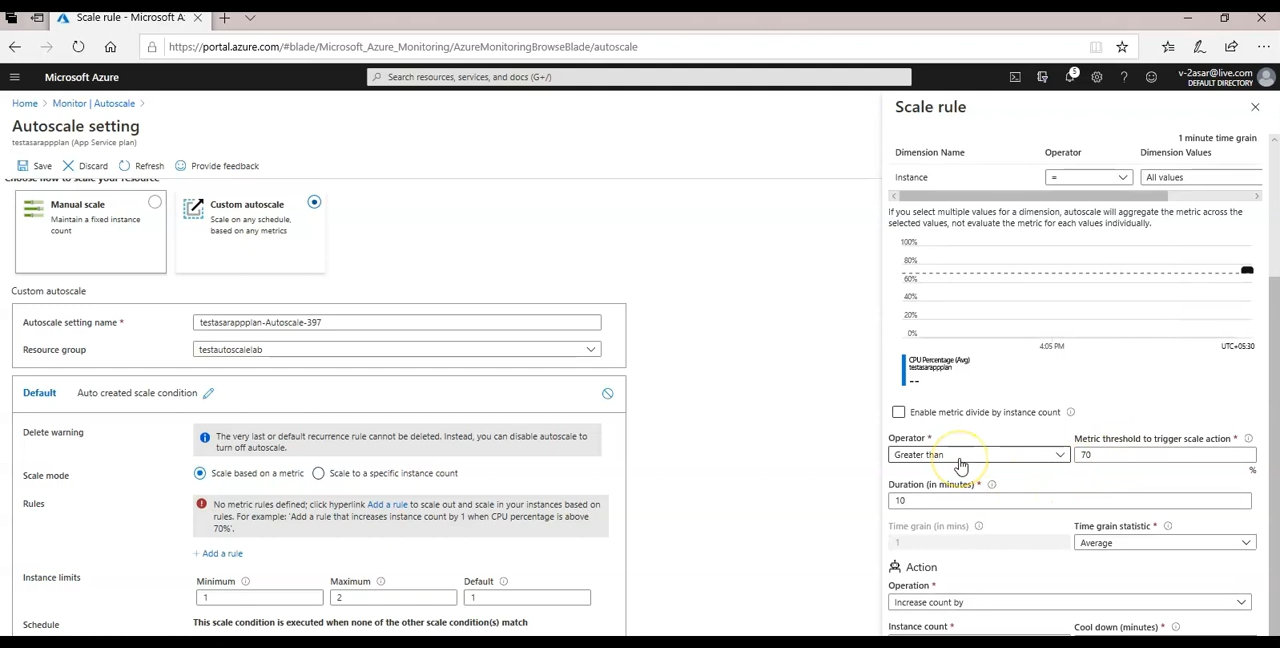 Scale rule - Microsoft A:
https://portal.azure.com/#blade/Microsoft_Azure_Monitoring/AzureMonitoringBrowseBlade/autoscale
Microsoft Azure
Search resources, services, and docs (G+/)
5
v-2asar@live.com
DEFAULT DIRECTORY
Home > Monitor | Autoscale >
Autoscale setting
testasarappplan (App Service plan)
Save Discard Refresh Provide feedback
Choose how to scale your resource
Manual scale
Maintain a fixed instance
count
Custom autoscale
Scale on any schedule,
based on any metrics
Custom autoscale
Autoscale setting name *
testasarappplan-Autoscale-397
Resource group
testautoscalelab
Default Auto created scale condition
Delete warning
The very last or default recurrence rule cannot be deleted. Instead, you can disable autoscale to
turn off autoscale.
Scale mode
Scale based on a metric Scale to a specific instance count
Rules
No metric rules defined; click hyperlink Add a rule to scale out and scale in your instances based on
rules. For example: 'Add a rule that increases instance count by 1 when CPU percentage is above
70%'.
+ Add a rule
Instance limits
Minimum Maximum Default
1 2 1
Schedule
This scale condition is executed when none of the other scale condition(s) match
Scale rule
1 minute time grain
Dimension Name Operator Dimension Values
Instance = All values
If you select multiple values for a dimension, autoscale will aggregate the metric across the
selected values, not evaluate the metric for each values individually.
100%
80%
60%
40%
20%
0%
4:05 PM UTC+05:30
CPU Percentage (Avg)
testasarappplan
--
Enable metric divide by instance count
Operator * Metric threshold to trigger scale action *
Greater than 70
%
Duration (in minutes) *
10
Time grain (in mins) Time grain statistic *
1 Average
Action
Operation *
Increase count by
Instance count * Cool down (minutes) *